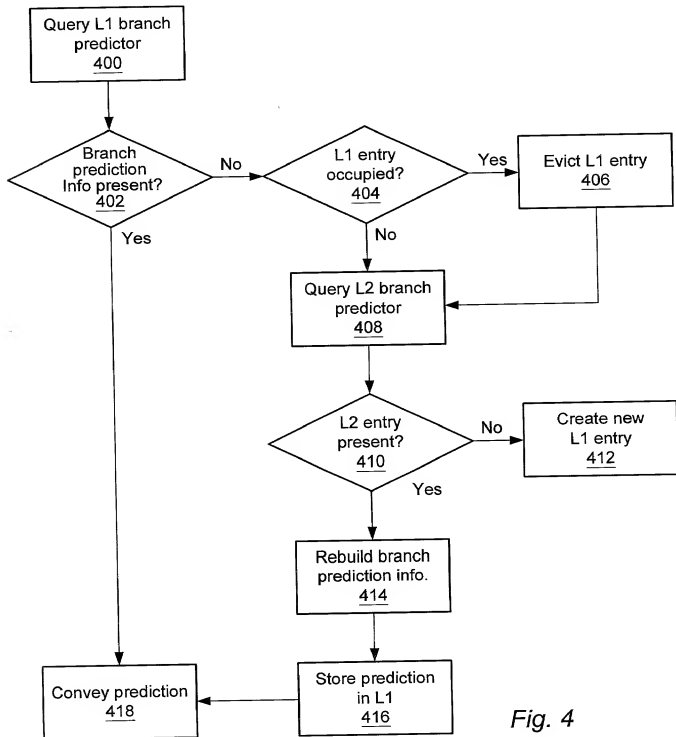 Query L1 branch
predictor
400
Branch
prediction
Info present?
402
No
Yes
L1 entry
occupied?
404
Yes
No
Evict L1 entry
406
Query L2 branch
predictor
408
L2 entry
present?
410
No
Yes
Create new
L1 entry
412
Rebuild branch
prediction info.
414
Store prediction
in L1
416
Convey prediction
418
Fig. 4